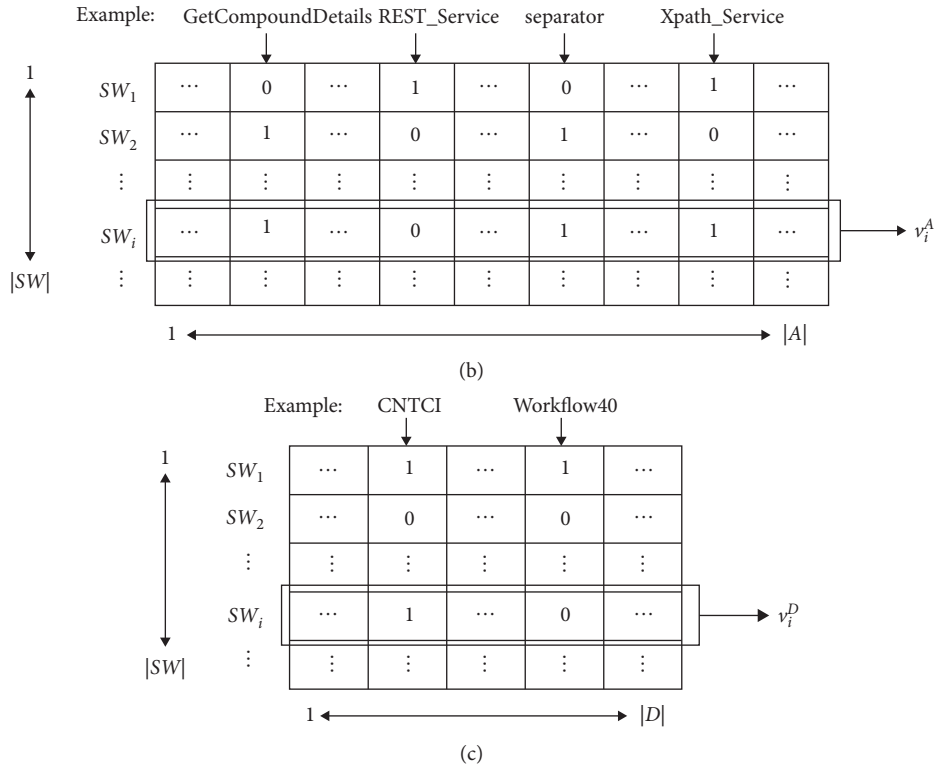 Example: GetCompoundDetails REST_Service separator Xpath_Service
1
SW1 ⋯ 0 ⋯ 1 ⋯ 0 ⋯ 1 ⋯
SW2 ⋯ 1 ⋯ 0 ⋯ 1 ⋯ 0 ⋯
⋮ ⋮ ⋮ ⋮ ⋮ ⋮ ⋮ ⋮ ⋮ ⋮
SWi ⋯ 1 ⋯ 0 ⋯ 1 ⋯ 1 ⋯ viA
|SW| ⋮ ⋮ ⋮ ⋮ ⋮ ⋮ ⋮ ⋮ ⋮ ⋮
1 |A|
(b)
Example: CNTCI Workflow40
1
SW1 ⋯ 1 ⋯ 1 ⋯
SW2 ⋯ 0 ⋯ 0 ⋯
⋮ ⋮ ⋮ ⋮ ⋮ ⋮
SWi ⋯ 1 ⋯ 0 ⋯ viD
|SW| ⋮ ⋮ ⋮ ⋮ ⋮ ⋮
1 |D|
(c)